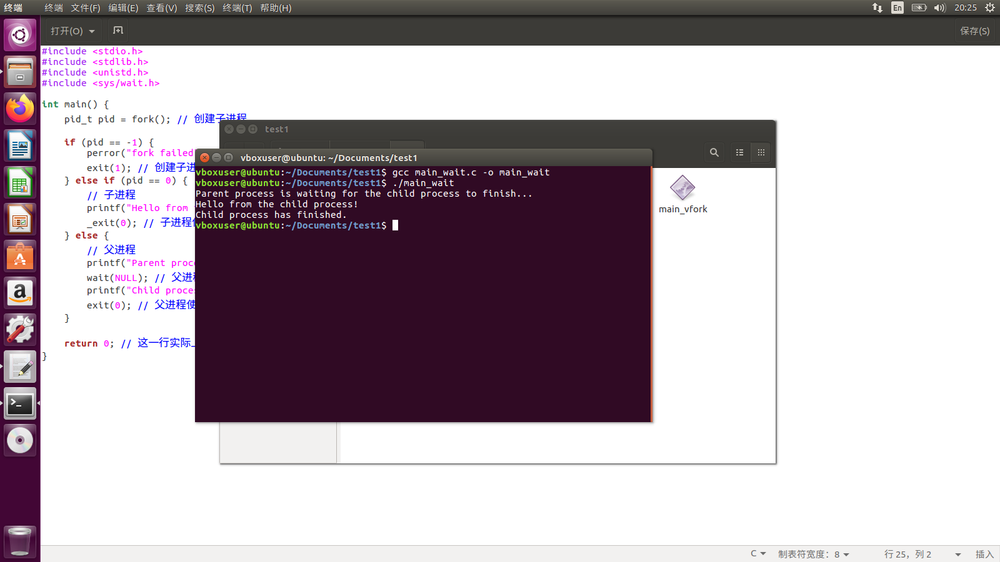 终端 终端 文件(F) 编辑(E) 查看(V) 搜索(S) 终端(T) 帮助(H) En 20:25
打开(O) 保存(S)
#include <stdio.h>
#include <stdlib.h>
#include <unistd.h>
#include <sys/wait.h>
int main() {
pid_t pid = fork(); // 创建子进程
if (pid == -1) {
perror("fork failed
exit(1); // 创建子进
} else if (pid == 0) {
// 子进程
printf("Hello from
_exit(0); // 子进程使
} else {
// 父进程
printf("Parent proc
wait(NULL); // 父进程
printf("Child proces
exit(0); // 父进程使
}
return 0; // 这一行实际上
}
test1
vboxuser@ubuntu: ~/Documents/test1
vboxuser@ubuntu:~/Documents/test1$ gcc main_wait.c -o main_wait
vboxuser@ubuntu:~/Documents/test1$ ./main_wait
Parent process is waiting for the child process to finish...
Hello from the child process!
Child process has finished.
vboxuser@ubuntu:~/Documents/test1$
main_vfork
C 制表符宽度：8 行 25，列 2 插入